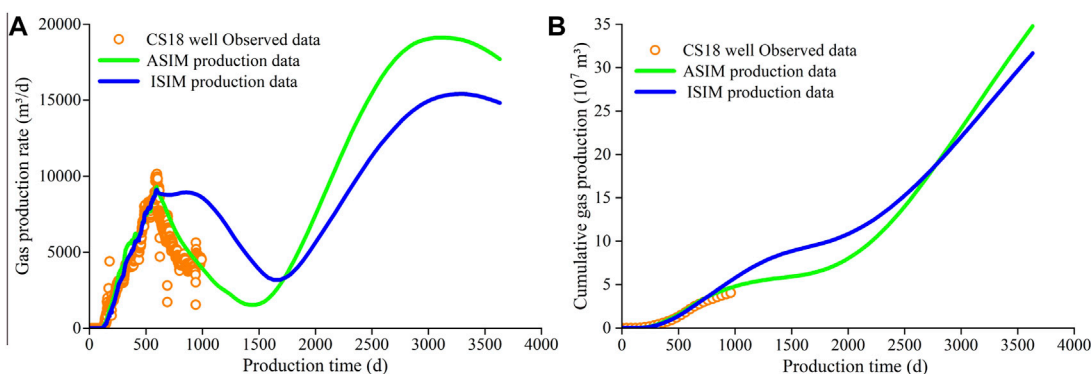 A
20000
15000
10000
5000
0
Gas production rate (m³/d)
CS18 well Observed data
ASIM production data
ISIM production data
0 500 1000 1500 2000 2500 3000 3500 4000
Production time (d)
B
35
30
25
20
15
10
5
0
Cumulative gas production (10⁷ m³)
CS18 well Observed data
ASIM production data
ISIM production data
0 500 1000 1500 2000 2500 3000 3500 4000
Production time (d)